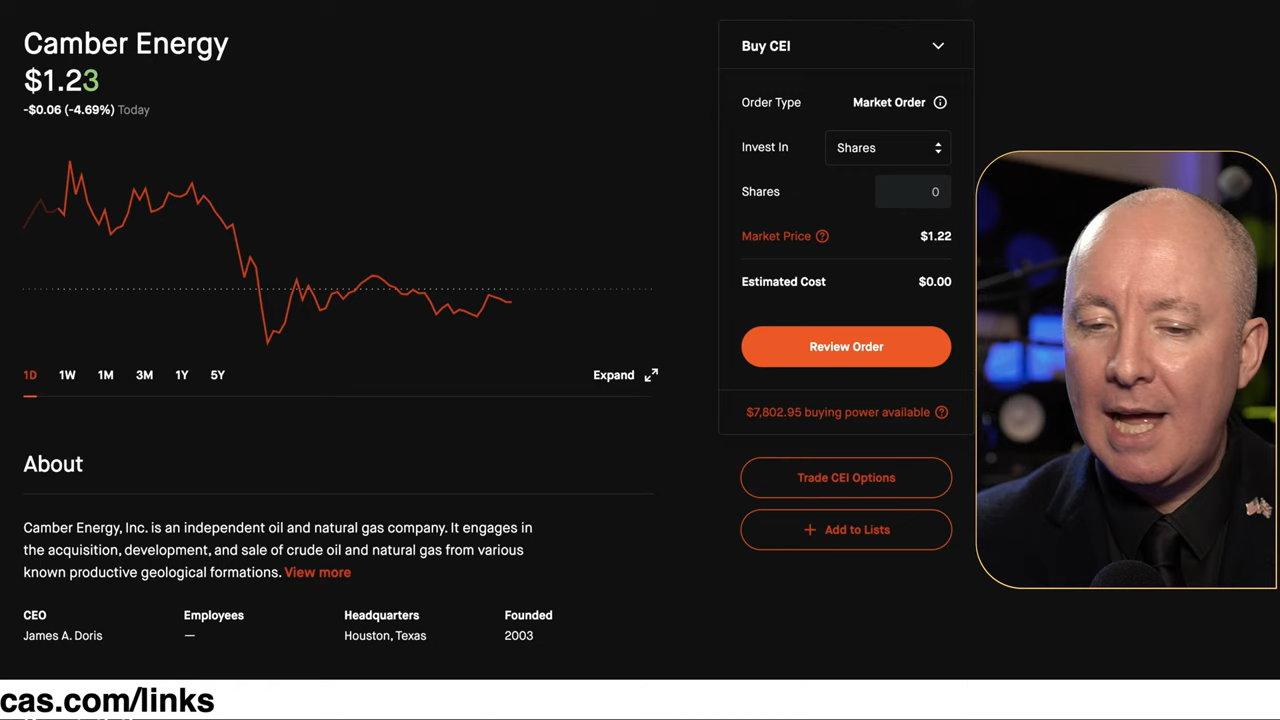 Camber Energy
$1.23
-$0.06 (-4.69%) Today
1D 1W 1M 3M 1Y 5Y
Expand
About
Camber Energy, Inc. is an independent oil and natural gas company. It engages in
the acquisition, development, and sale of crude oil and natural gas from various
known productive geological formations. View more
CEO Employees Headquarters Founded
James A. Doris — Houston, Texas 2003
Buy CEI
Order Type Market Order
Invest In Shares
Shares 0
Market Price $1.22
Estimated Cost $0.00
Review Order
$7,802.95 buying power available
Trade CEI Options
+ Add to Lists
cas.com/links